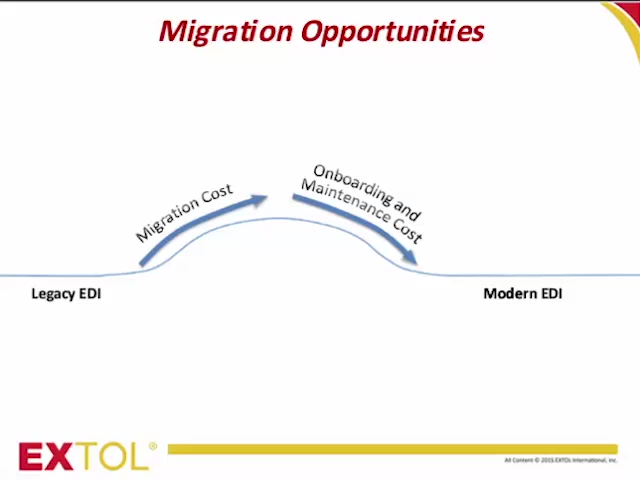 Migration Opportunities
Migration Cost
Onboarding and
Maintenance Cost
Legacy EDI
Modern EDI
EXTOL®
All Content © 2015 EXTOL International, Inc.